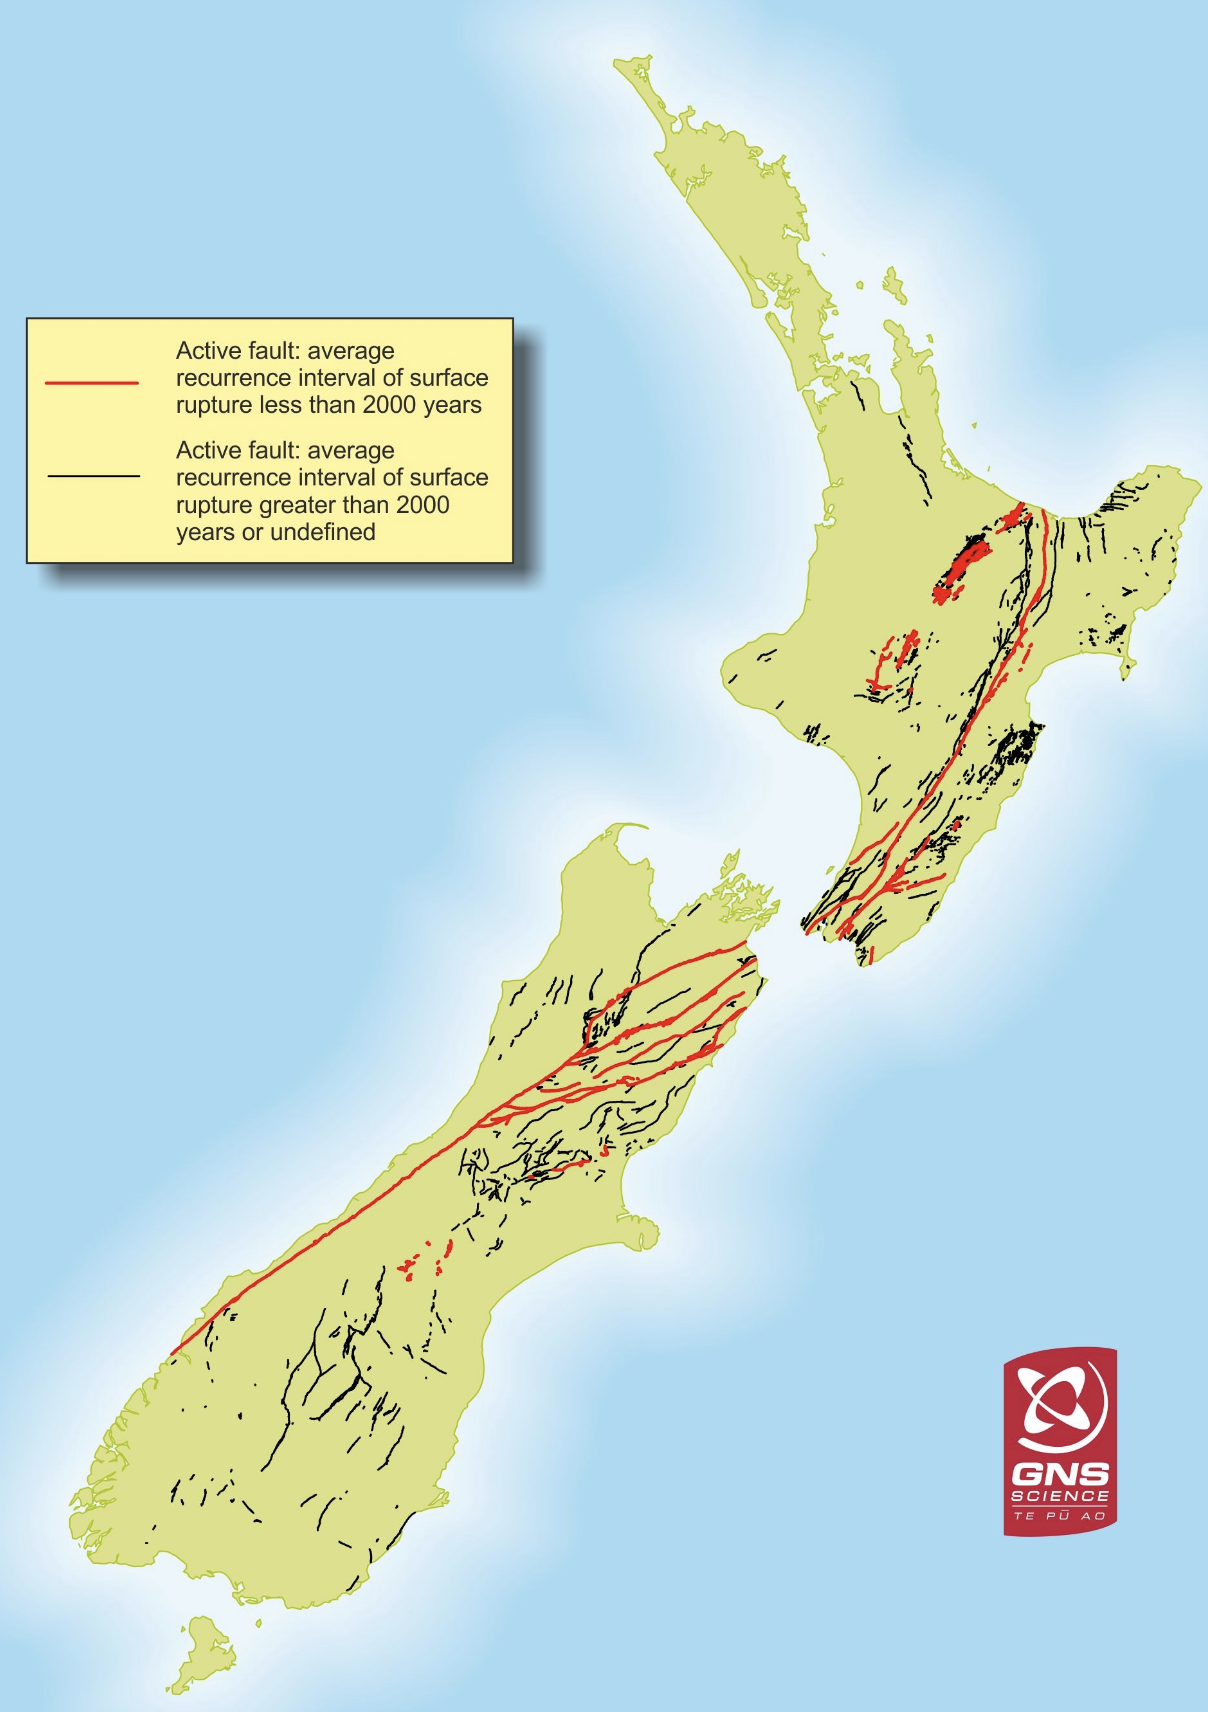 Active fault: average
recurrence interval of surface
rupture less than 2000 years
Active fault: average
recurrence interval of surface
rupture greater than 2000
years or undefined
GNS
SCIENCE
TE PŪ AO